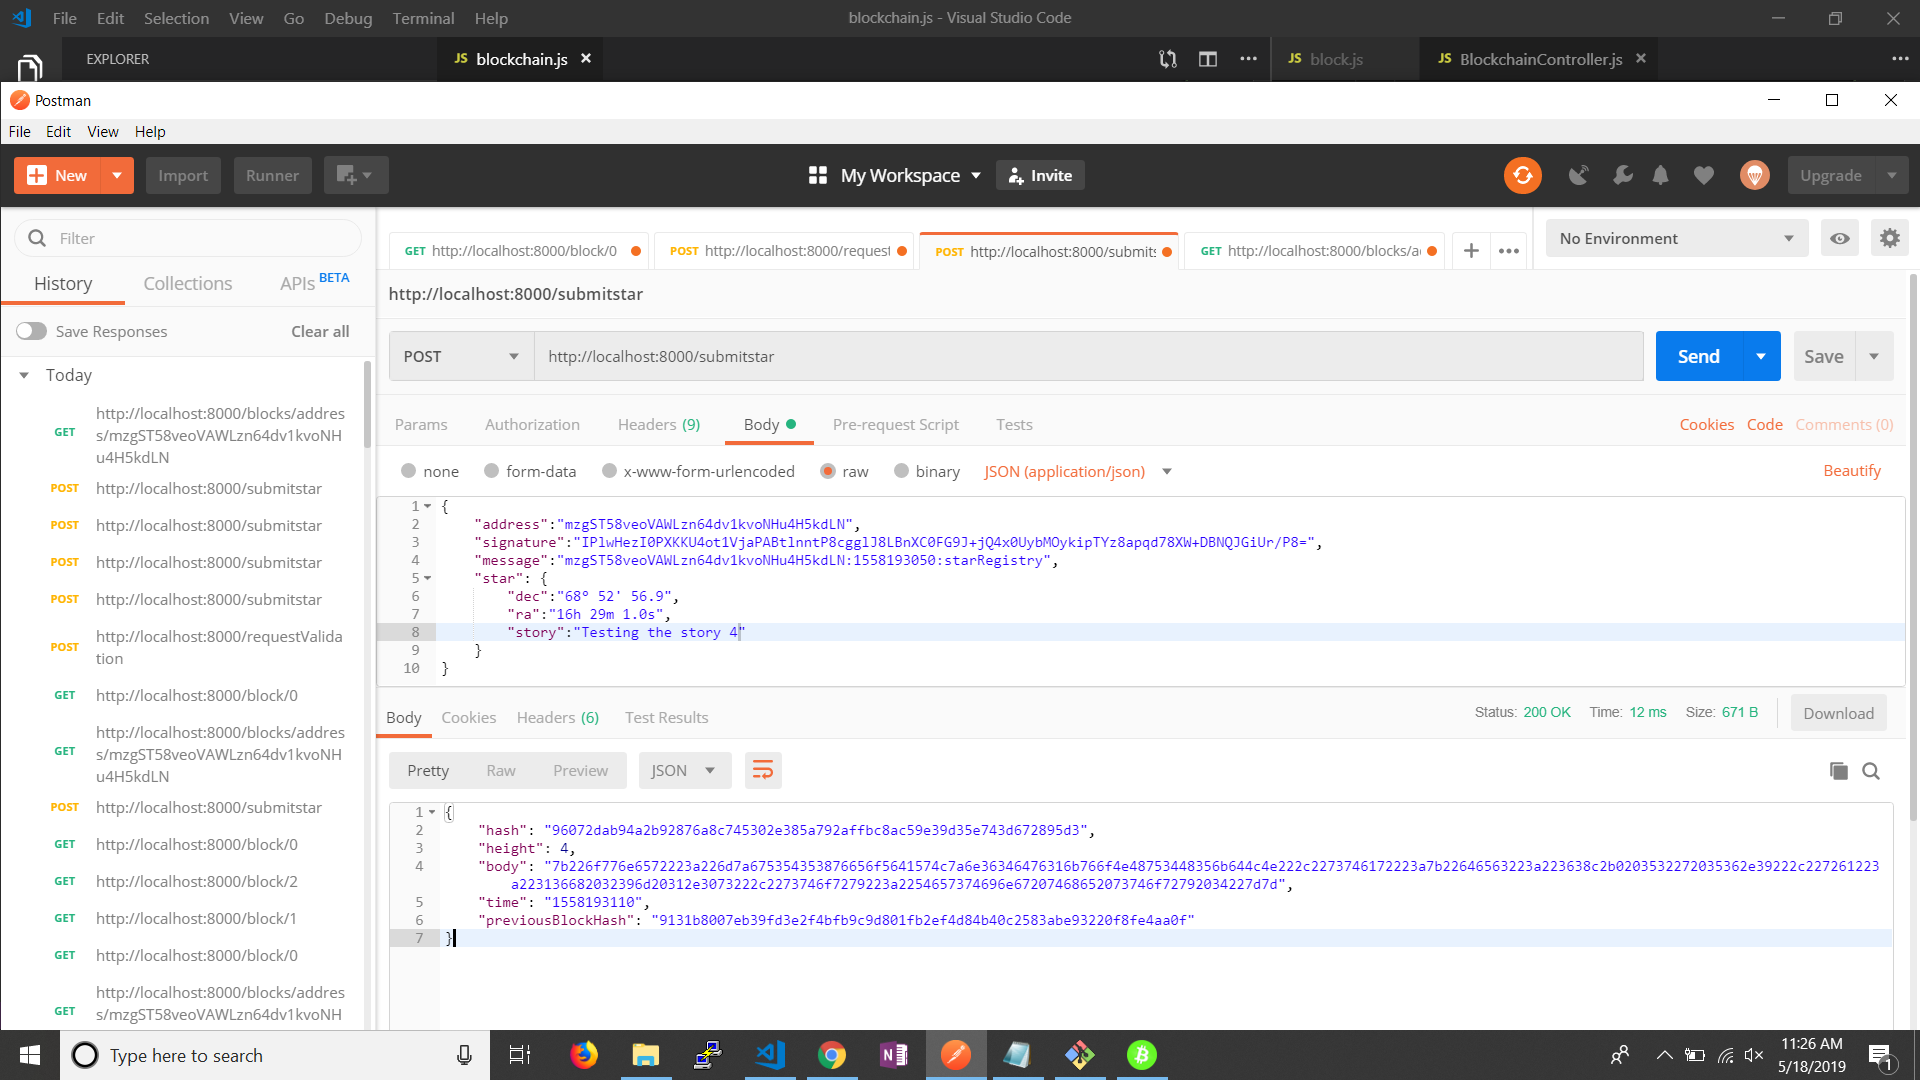 File Edit Selection View Go Debug Terminal Help
blockchain.js - Visual Studio Code
EXPLORER
JS blockchain.js
JS block.js
JS BlockchainController.js
Postman
File Edit View Help
New
Import
Runner
My Workspace
Invite
Upgrade
Filter
History
Collections
APIs BETA
Save Responses
Clear all
Today
GET http://localhost:8000/blocks/addres
s/mzgST58veoVAWLzn64dv1kvoNH
u4H5kdLN
POST http://localhost:8000/submitstar
POST http://localhost:8000/submitstar
POST http://localhost:8000/submitstar
POST http://localhost:8000/submitstar
POST http://localhost:8000/requestValida
tion
GET http://localhost:8000/block/0
GET http://localhost:8000/blocks/addres
s/mzgST58veoVAWLzn64dv1kvoNH
u4H5kdLN
POST http://localhost:8000/submitstar
GET http://localhost:8000/block/0
GET http://localhost:8000/block/2
GET http://localhost:8000/block/1
GET http://localhost:8000/block/0
GET http://localhost:8000/blocks/addres
s/mzgST58veoVAWLzn64dv1kvoNH
GET http://localhost:8000/block/0
POST http://localhost:8000/request
POST http://localhost:8000/submits
GET http://localhost:8000/blocks/a
No Environment
http://localhost:8000/submitstar
POST
http://localhost:8000/submitstar
Send
Save
Params Authorization Headers (9) Body Pre-request Script Tests
Cookies Code Comments (0)
none form-data x-www-form-urlencoded raw binary JSON (application/json)
Beautify
1 {
2 "address":"mzgST58veoVAWLzn64dv1kvoNHu4H5kdLN",
3 "signature":"IPlwHezI0PXKKU4ot1VjaPABtlnntP8cgglJ8LBnXC0FG9J+jQ4x0UybMOykipTYz8apqd78XW+DBNQJGiUr/P8=",
4 "message":"mzgST58veoVAWLzn64dv1kvoNHu4H5kdLN:1558193050:starRegistry",
5 "star": {
6 "dec":"68° 52' 56.9",
7 "ra":"16h 29m 1.0s",
8 "story":"Testing the story 4"
9 }
10 }
Body Cookies Headers (6) Test Results
Status: 200 OK Time: 12 ms Size: 671 B
Download
Pretty Raw Preview
JSON
1 {
2 "hash": "96072dab94a2b92876a8c745302e385a792affbc8ac59e39d35e743d672895d3",
3 "height": 4,
4 "body": "7b226f776e6572223a226d7a675354353876656f5641574c7a6e36346476316b766f4e48753448356b644c4e222c2273746172223a7b22646563223a223638c2b0203532272035362e39222c227261223
a223136682032396d20312e3073222c2273746f7279223a2254657374696e67207468652073746f72792034227d7d",
5 "time": "1558193110",
6 "previousBlockHash": "9131b8007eb39fd3e2f4bfb9c9d801fb2ef4d84b40c2583abe93220f8fe4aa0f"
7 }
Type here to search
11:26 AM
5/18/2019
1